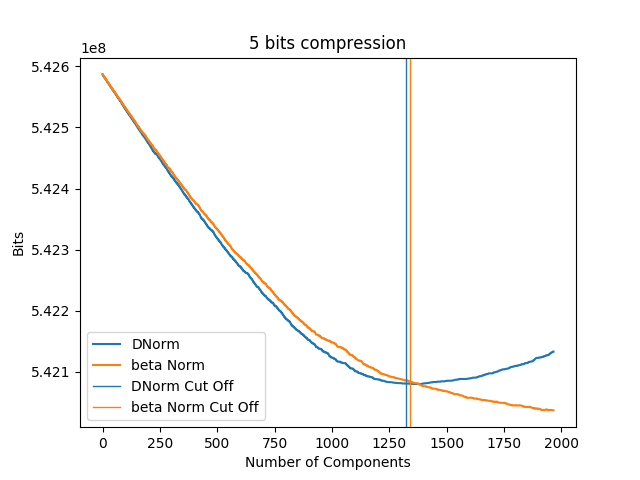 5 bits compression
1e8
5.426
5.425
5.424
5.423
5.422
5.421
Bits
DNorm
beta Norm
DNorm Cut Off
beta Norm Cut Off
0 250 500 750 1000 1250 1500 1750 2000
Number of Components